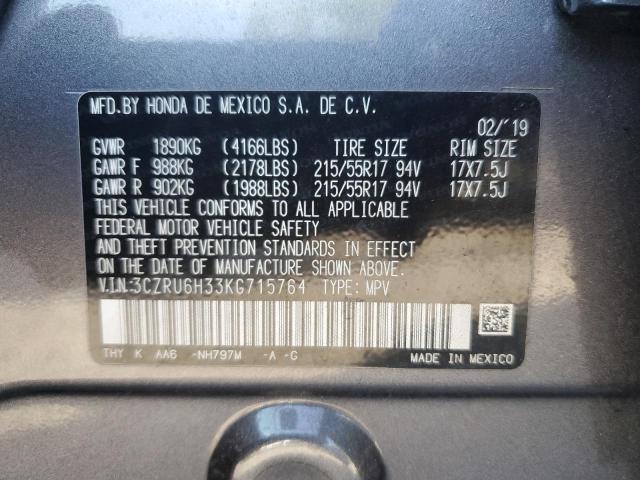 MFD. BY HONDA DE MEXICO S.A. DE C.V.
02/'19
GVWR 1890KG (4166LBS) TIRE SIZE RIM SIZE
GAWR F 988KG (2178LBS) 215/55R17 94V 17X7.5J
GAWR R 902KG (1988LBS) 215/55R17 94V 17X7.5J
THIS VEHICLE CONFORMS TO ALL APPLICABLE
FEDERAL MOTOR VEHICLE SAFETY
AND THEFT PREVENTION STANDARDS IN EFFECT
ON THE DATE OF MANUFACTURE SHOWN ABOVE.
V.I.N:3CZRU6H33KG715764 TYPE: MPV
THY K AA6 -NH797M -A -G
MADE IN MEXICO